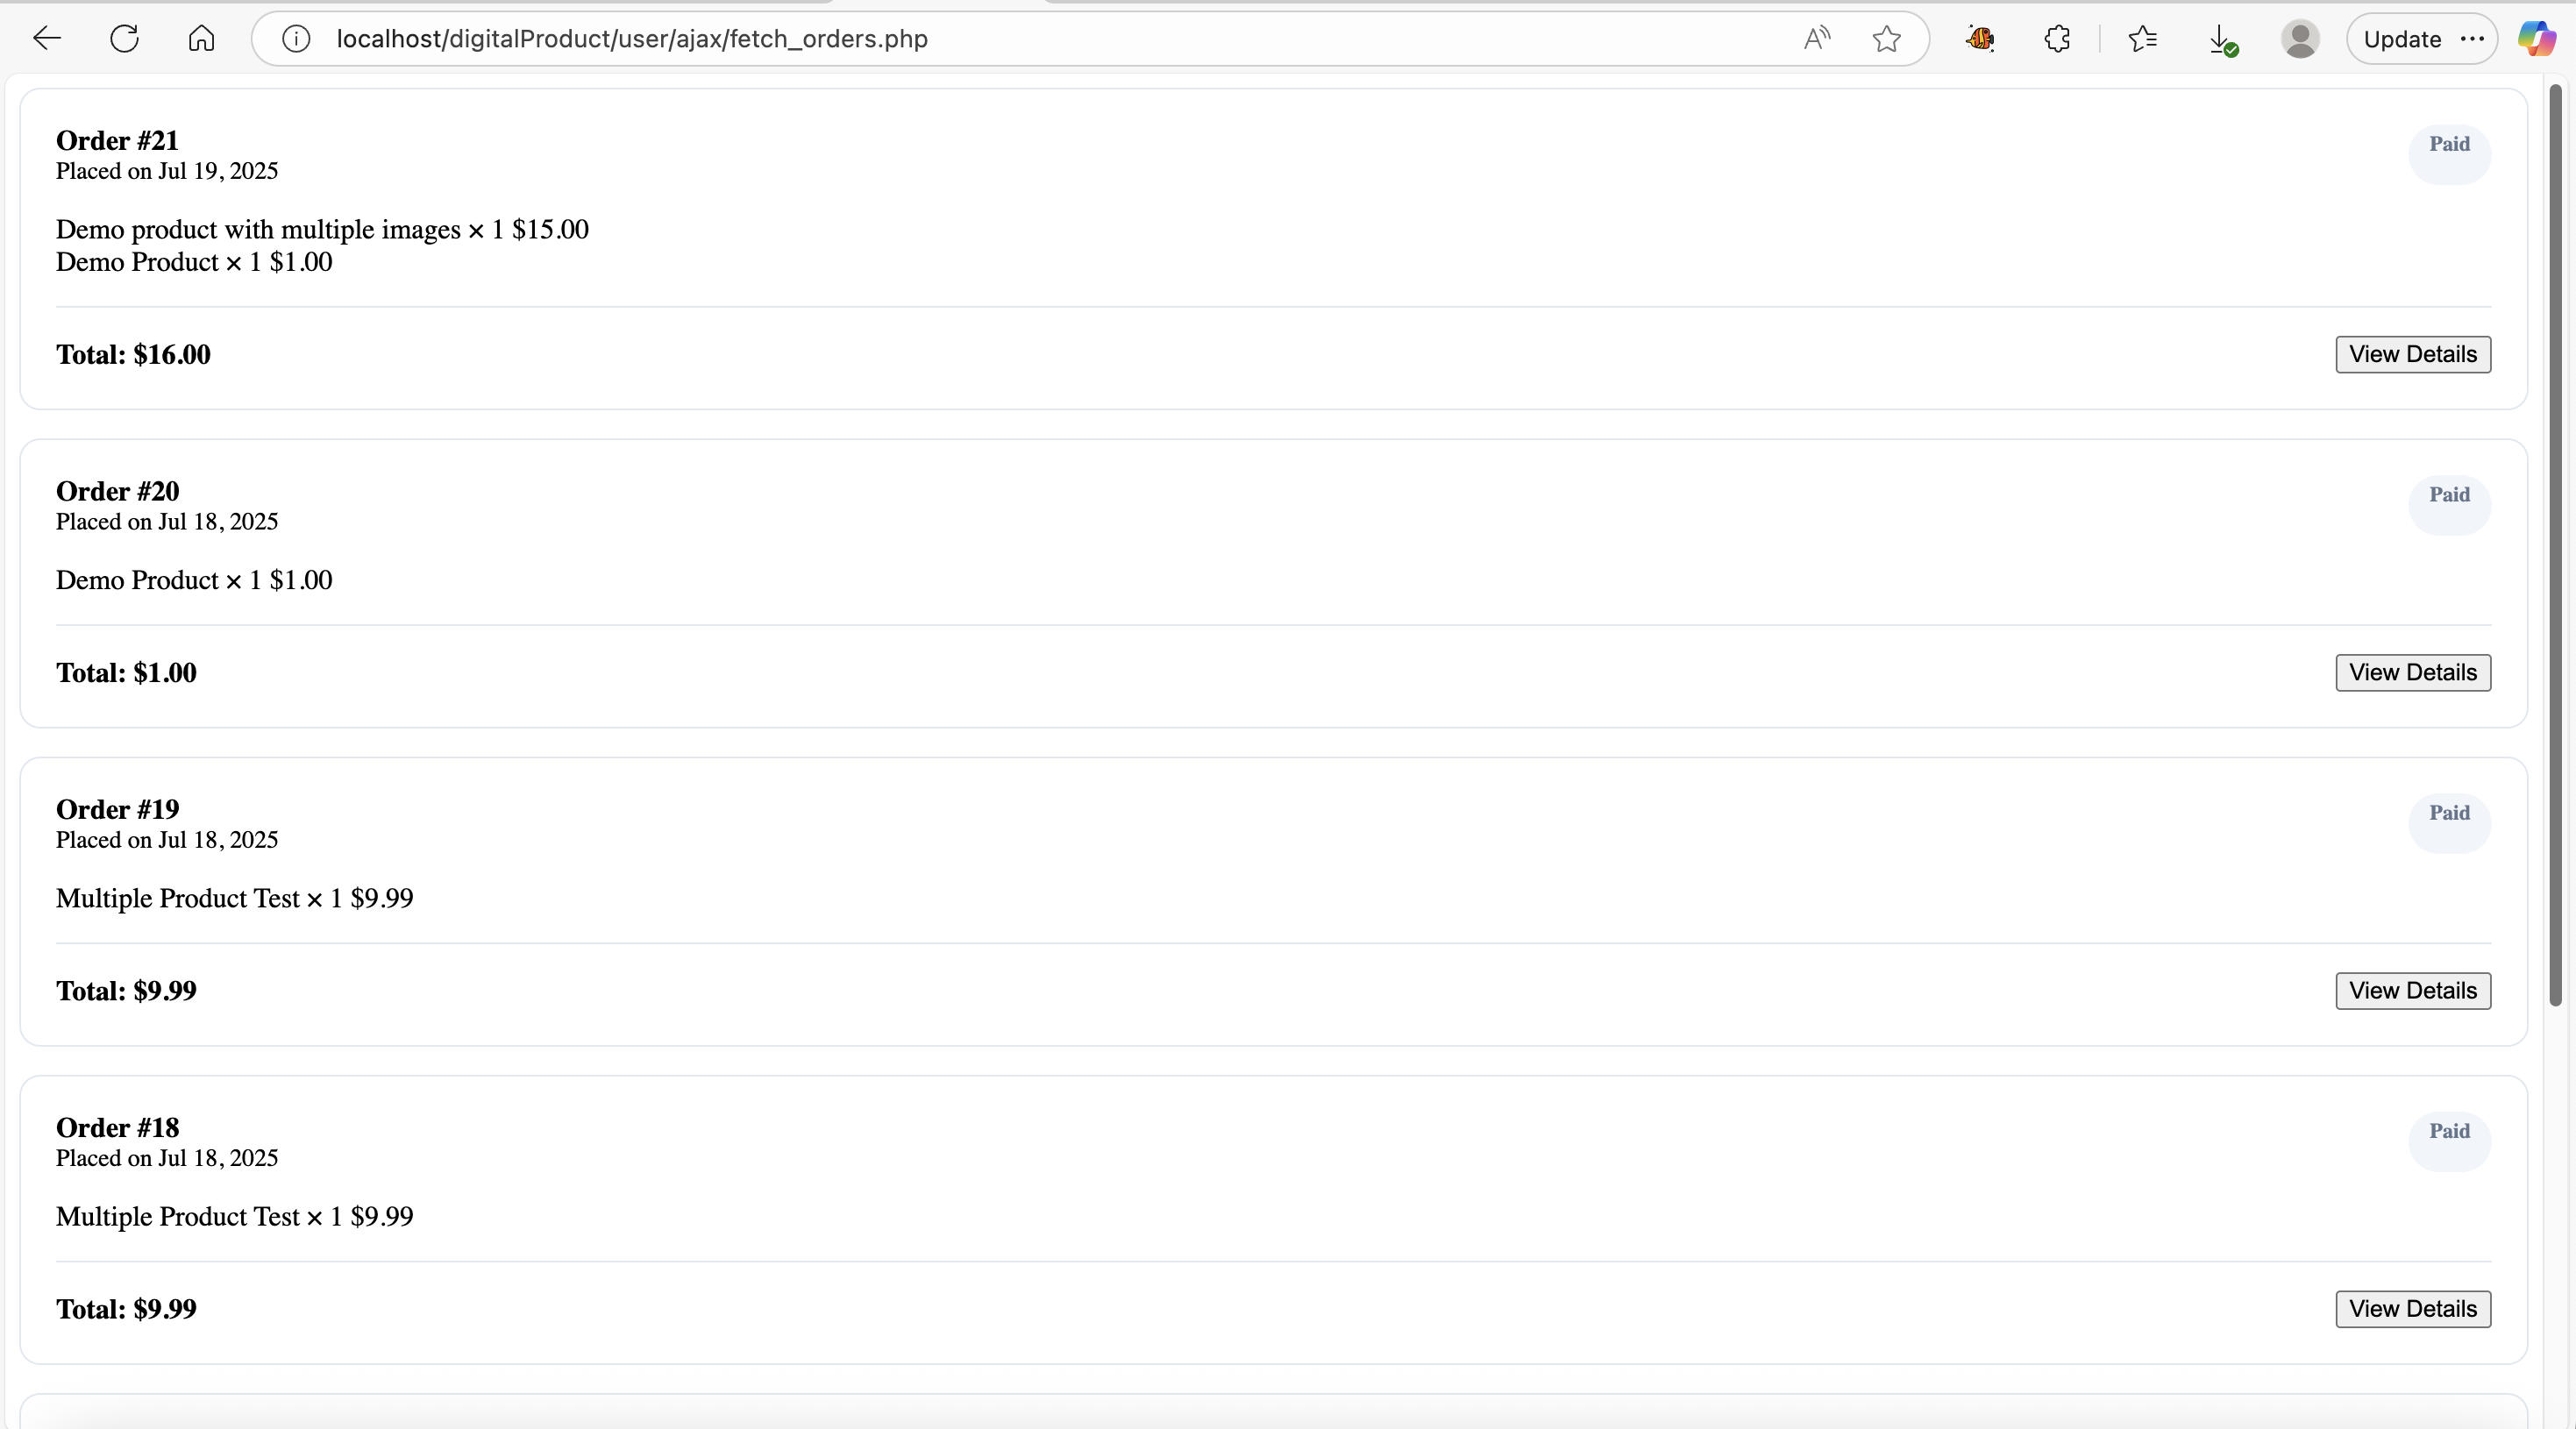 localhost/digitalProduct/user/ajax/fetch_orders.php
Update
Order #21
Paid
Placed on Jul 19, 2025
Demo product with multiple images × 1 $15.00
Demo Product × 1 $1.00
Total: $16.00
View Details
Order #20
Paid
Placed on Jul 18, 2025
Demo Product × 1 $1.00
Total: $1.00
View Details
Order #19
Paid
Placed on Jul 18, 2025
Multiple Product Test × 1 $9.99
Total: $9.99
View Details
Order #18
Paid
Placed on Jul 18, 2025
Multiple Product Test × 1 $9.99
Total: $9.99
View Details